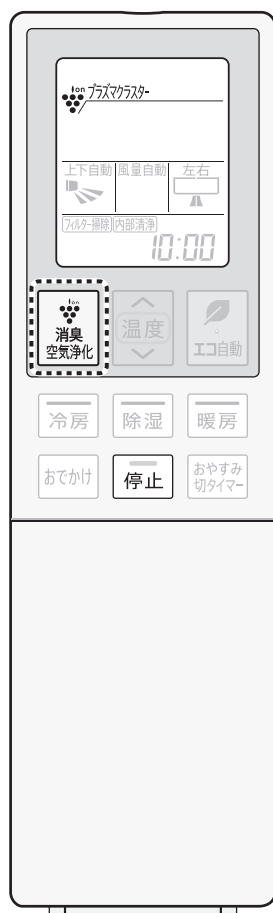 ion プラズマクラスター
上下自動 風量自動 左右
フィルター掃除 内部清浄
10:00
ion
消臭
空気浄化
温度
エコ自動
冷房 除湿 暖房
おでかけ 停止 おやすみ
切タイマー